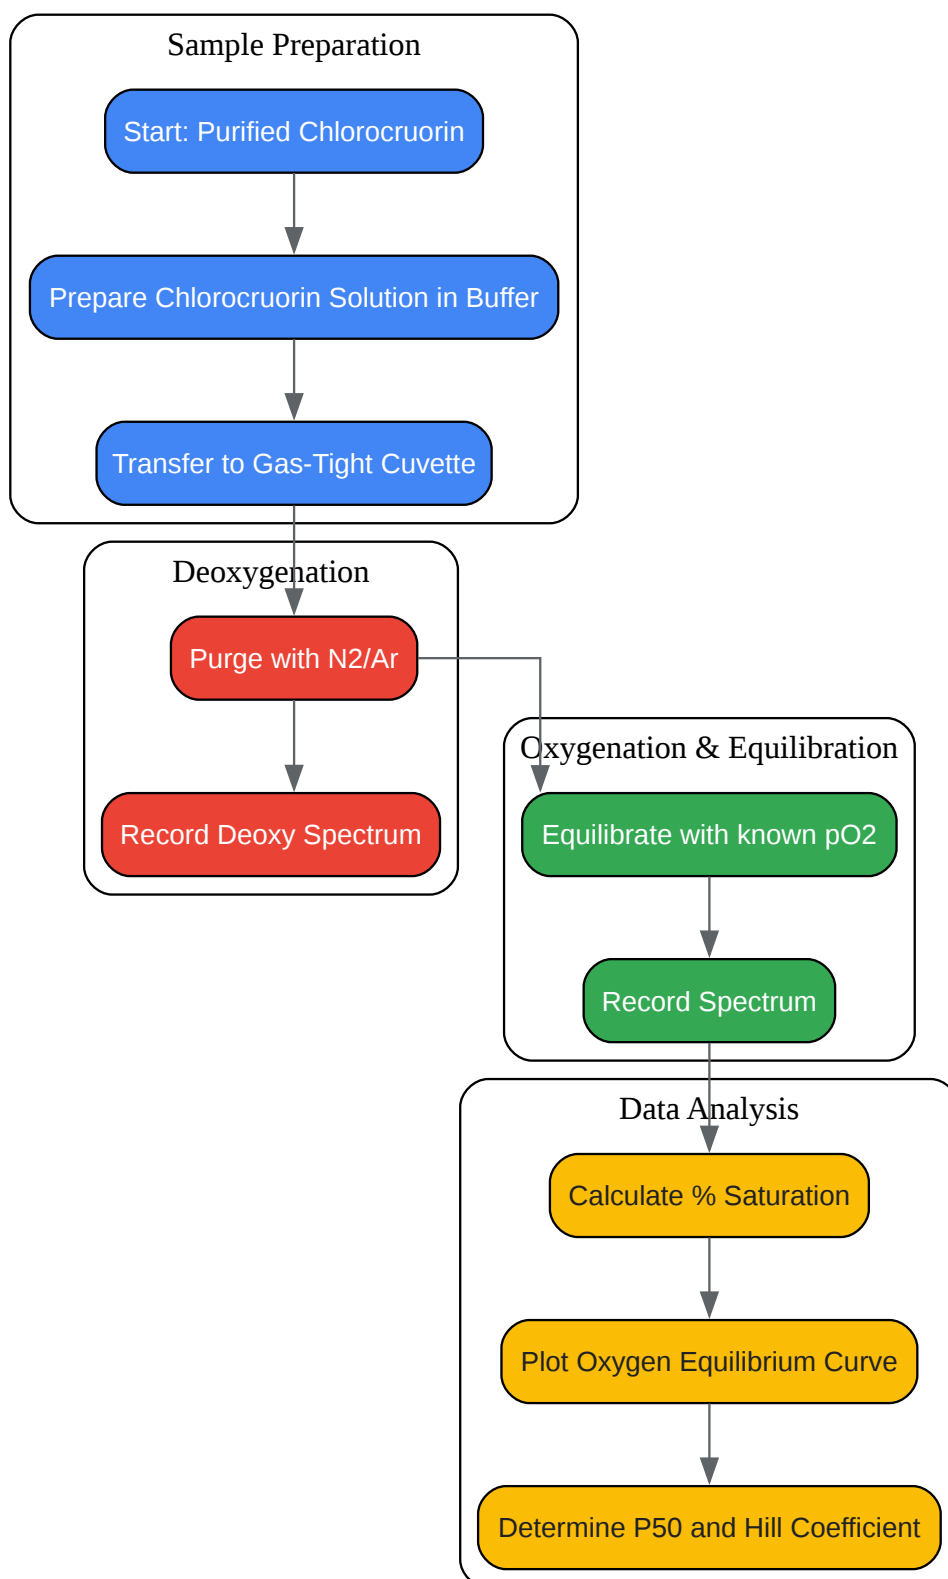 Sample Preparation
Start: Purified Chlorocruorin
Prepare Chlorocruorin Solution in Buffer
Transfer to Gas-Tight Cuvette
Deoxygenation
Purge with N2/Ar
Record Deoxy Spectrum
Oxygenation & Equilibration
Equilibrate with known pO2
Record Spectrum
Data Analysis
Calculate % Saturation
Plot Oxygen Equilibrium Curve
Determine P50 and Hill Coefficient